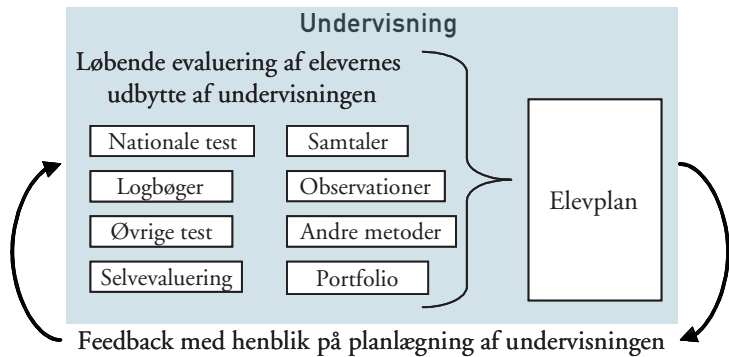 Undervisning
Løbende evaluering af elevernes
udbytte af undervisningen
Nationale test
Samtaler
Logbøger
Observationer
Øvrige test
Andre metoder
Selvevaluering
Portfolio
Elevplan
Feedback med henblik på planlægning af undervisningen